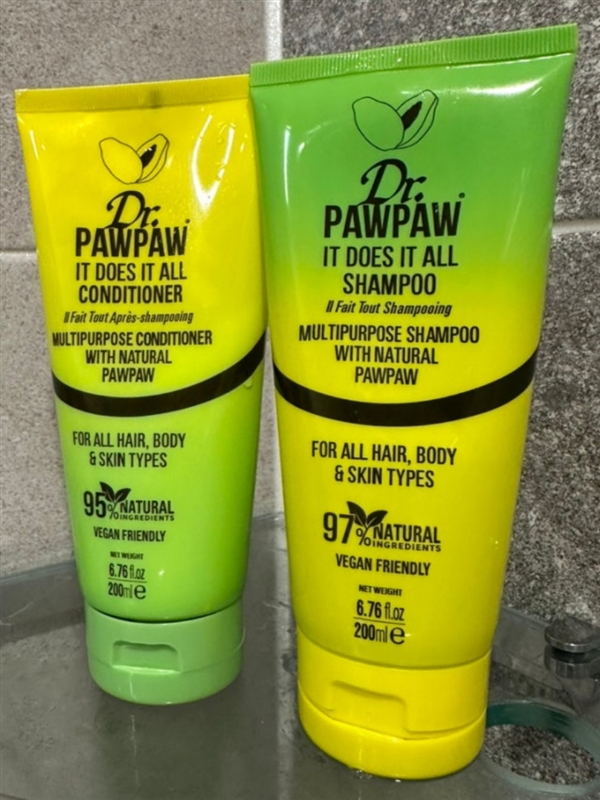 Dr.
PAWPAW
IT DOES IT ALL
CONDITIONER
Il Fait Tout Après-shampooing
MULTIPURPOSE CONDITIONER
WITH NATURAL
PAWPAW
FOR ALL HAIR, BODY
& SKIN TYPES
95% NATURAL
INGREDIENTS
VEGAN FRIENDLY
NET WEIGHT
6.76 fl.oz
200ml e
Dr.
PAWPAW
IT DOES IT ALL
SHAMPOO
Il Fait Tout Shampooing
MULTIPURPOSE SHAMPOO
WITH NATURAL
PAWPAW
FOR ALL HAIR, BODY
& SKIN TYPES
97% NATURAL
INGREDIENTS
VEGAN FRIENDLY
NET WEIGHT
6.76 fl.oz
200ml e